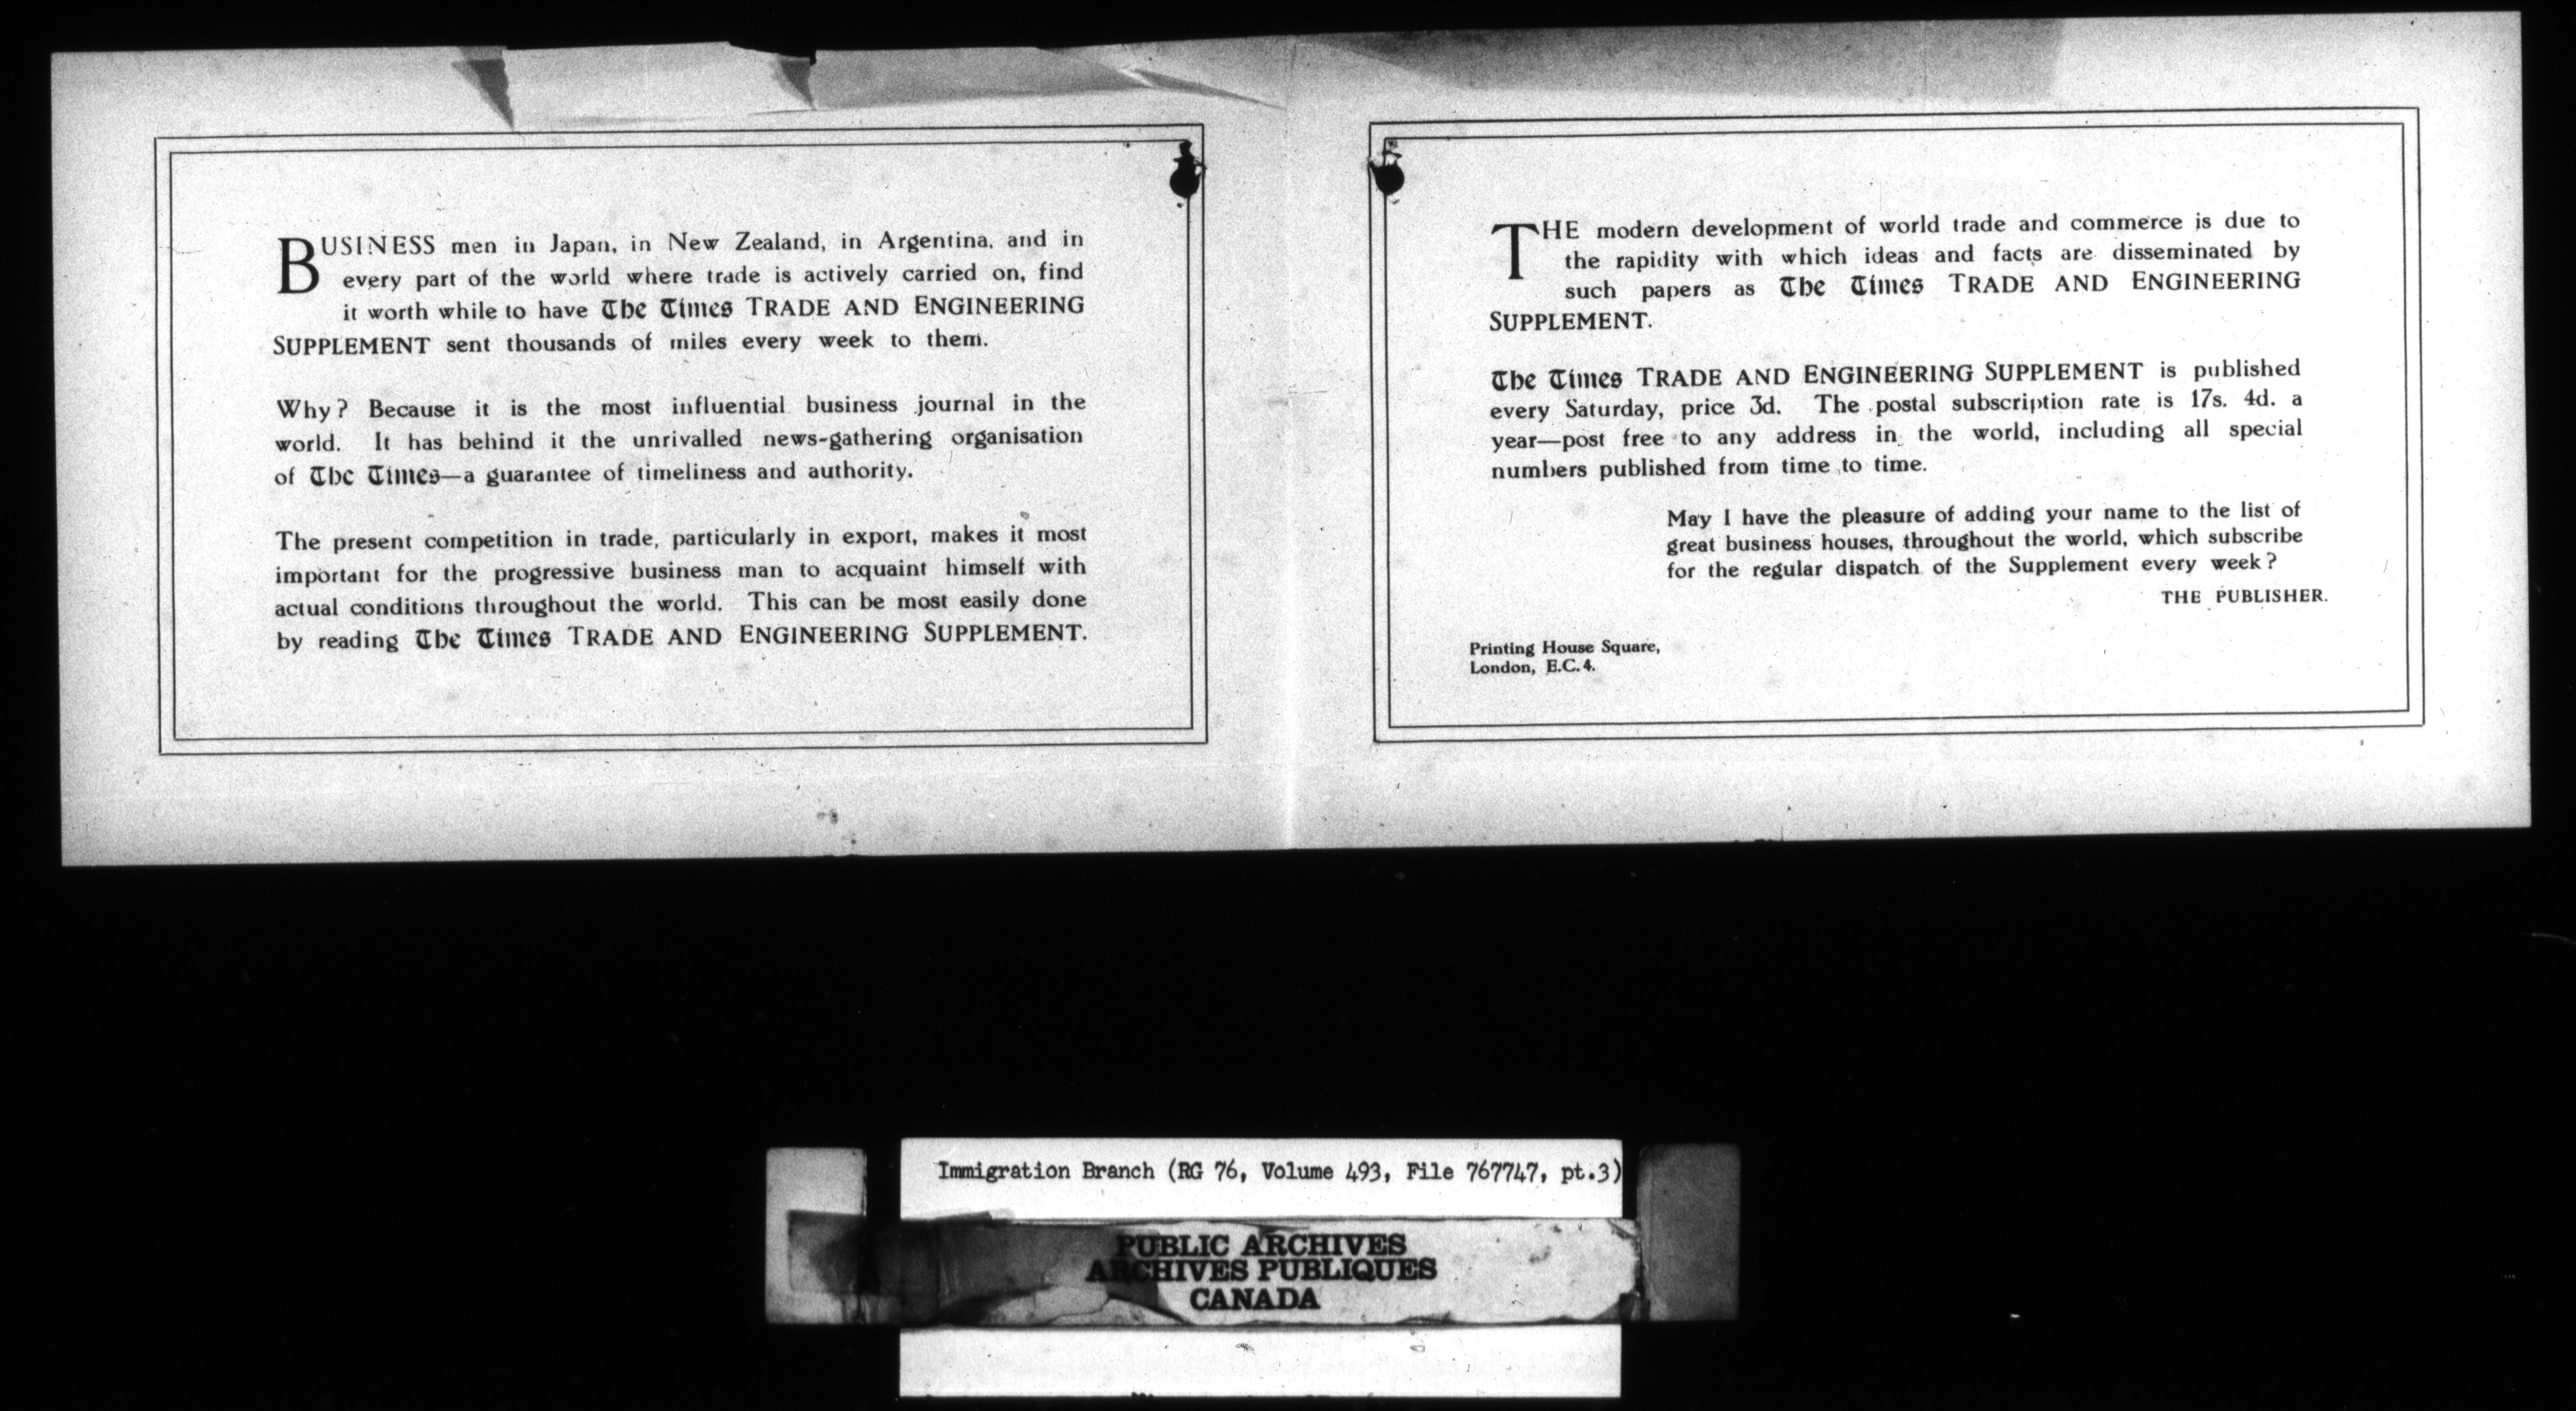 BUSINESS men in Japan, in New Zealand, in Argentina, and in
every part of the world where trade is actively carried on, find
it worth while to have The Times TRADE AND ENGINEERING
SUPPLEMENT sent thousands of miles every week to them.
Why? Because it is the most influential business journal in the
world. It has behind it the unrivalled news-gathering organisation
of The Times—a guarantee of timeliness and authority.
The present competition in trade, particularly in export, makes it most
important for the progressive business man to acquaint himself with
actual conditions throughout the world. This can be most easily done
by reading The Times TRADE AND ENGINEERING SUPPLEMENT.
THE modern development of world trade and commerce is due to
the rapidity with which ideas and facts are disseminated by
such papers as The Times TRADE AND ENGINEERING
SUPPLEMENT.
The Times TRADE AND ENGINEERING SUPPLEMENT is published
every Saturday, price 3d. The postal subscription rate is 17s. 4d. a
year—post free to any address in the world, including all special
numbers published from time to time.
May I have the pleasure of adding your name to the list of
great business houses, throughout the world, which subscribe
for the regular dispatch of the Supplement every week?
THE PUBLISHER.
Printing House Square,
London, E.C.4.
Immigration Branch (RG 76, Volume 493, File 767747, pt.3)
PUBLIC ARCHIVES
ARCHIVES PUBLIQUES
CANADA